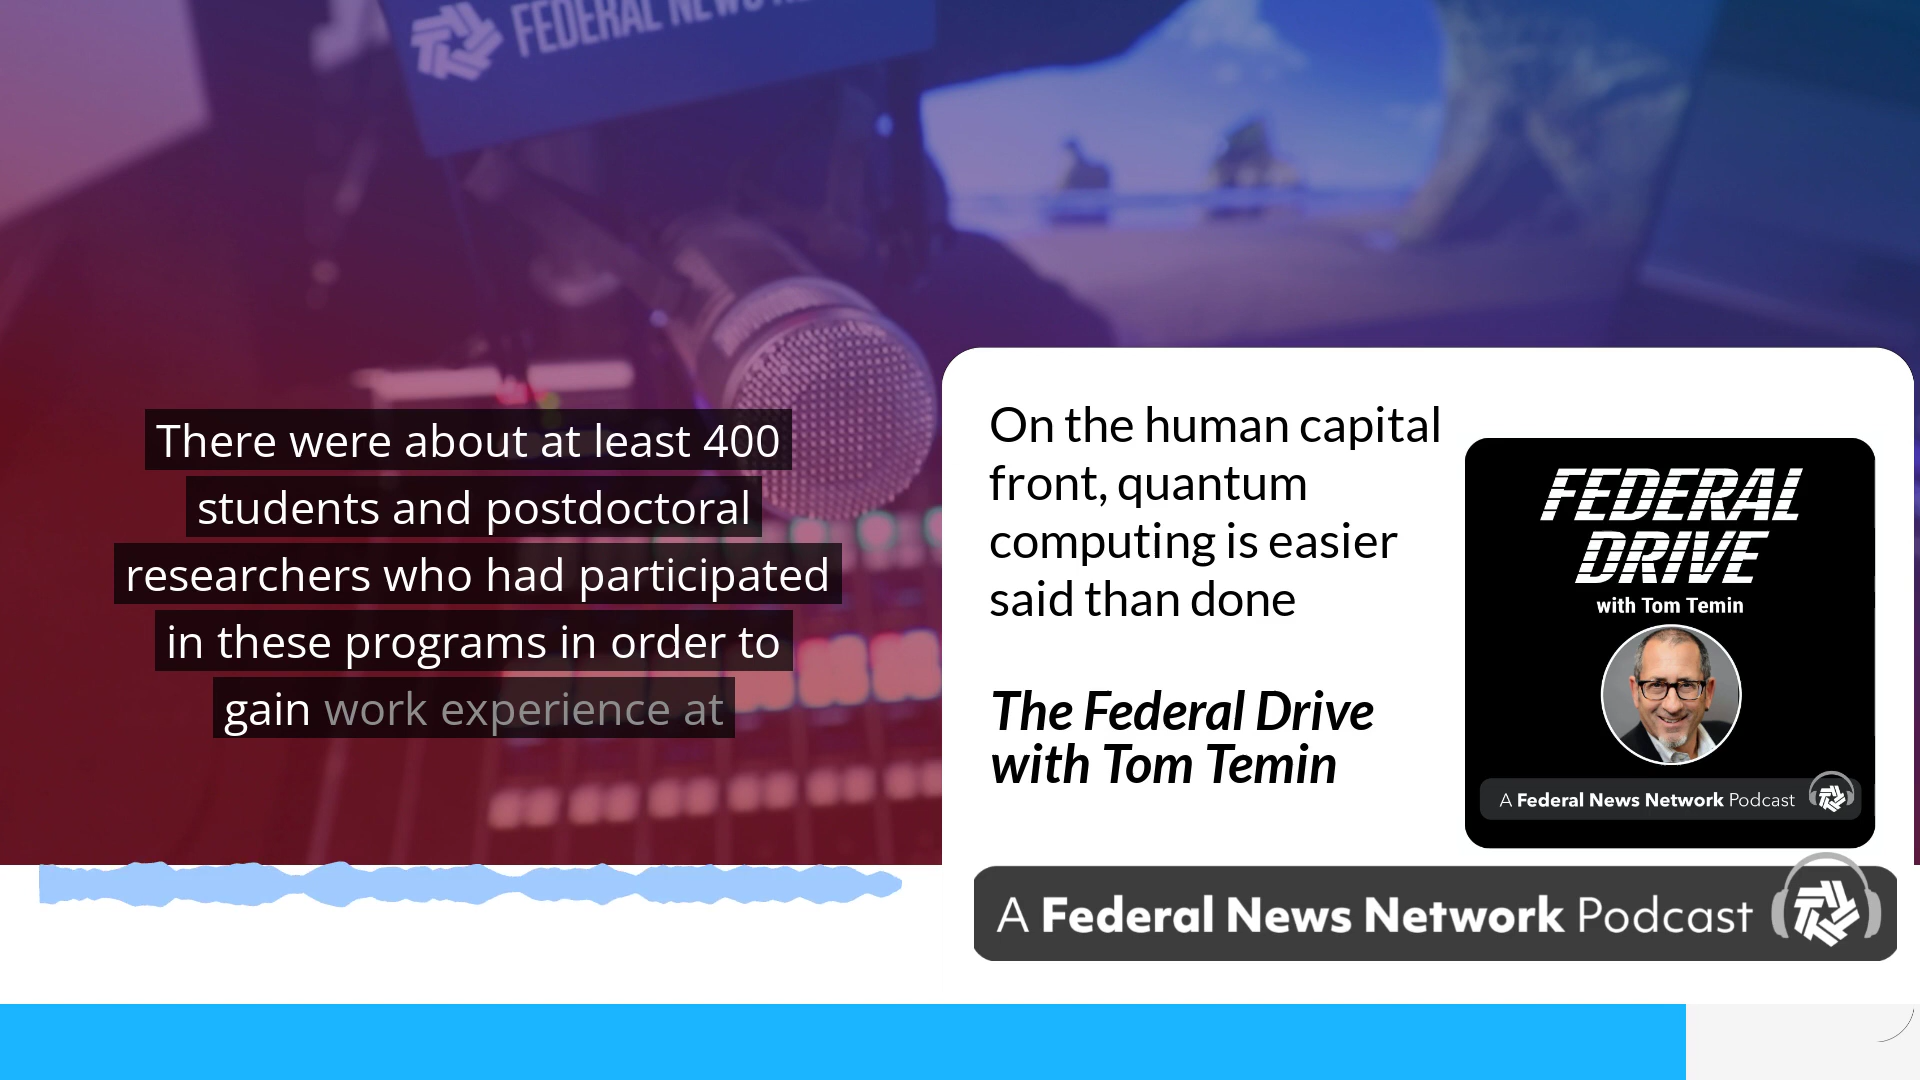 FEDERAL NEWS
There were about at least 400
students and postdoctoral
researchers who had participated
in these programs in order to
gain work experience at
On the human capital
front, quantum
computing is easier
said than done
The Federal Drive
with Tom Temin
FEDERAL
DRIVE
with Tom Temin
A Federal News Network Podcast
A Federal News Network Podcast